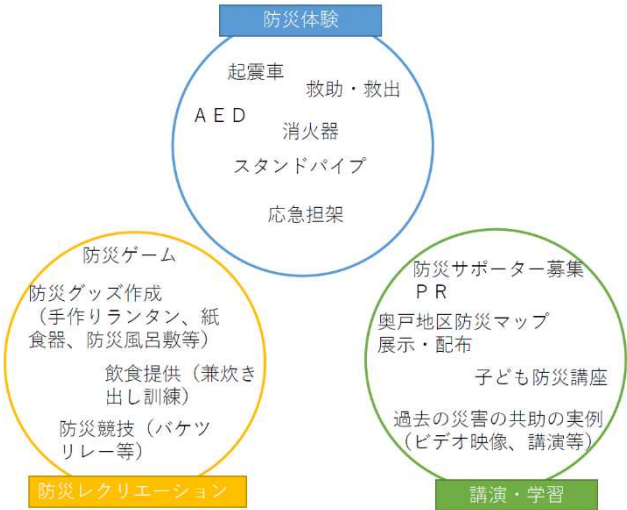 防災体験
起震車
救助・救出
ＡＥＤ
消火器
スタンドパイプ
応急担架
防災ゲーム
防災グッズ作成
（手作りランタン、紙
食器、防災風呂敷等）
飲食提供（兼炊き
出し訓練）
防災競技（バケツ
リレー等）
防災レクリエーション
防災サポーター募集
ＰＲ
奥戸地区防災マップ
展示・配布
子ども防災講座
過去の災害の共助の実例
（ビデオ映像、講演等）
講演・学習